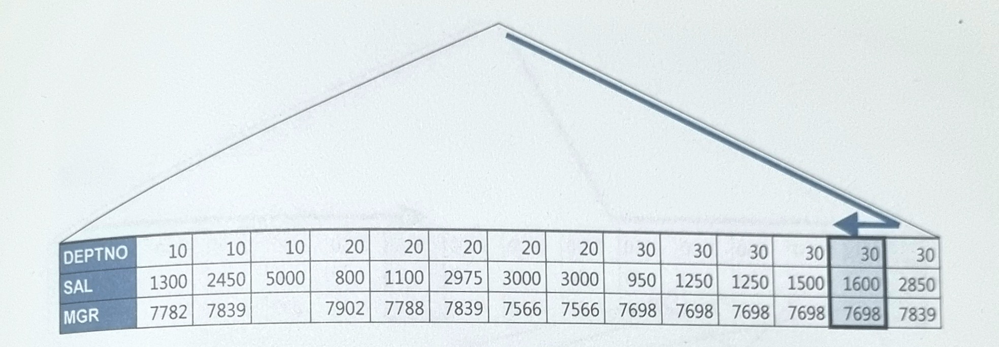 DEPTNO 10 10 10 20 20 20 20 20 30 30 30 30 30 30
SAL 1300 2450 5000 800 1100 2975 3000 3000 950 1250 1250 1500 1600 2850
MGR 7782 7839 7902 7788 7839 7566 7566 7698 7698 7698 7698 7698 7839